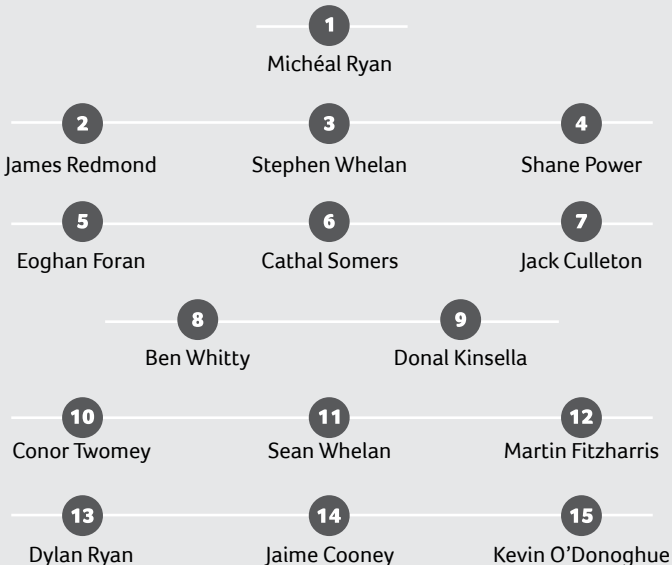 1
Michéal Ryan
2 3 4
James Redmond Stephen Whelan Shane Power
5 6 7
Eoghan Foran Cathal Somers Jack Culleton
8 9
Ben Whitty Donal Kinsella
10 11 12
Conor Twomey Sean Whelan Martin Fitzharris
13 14 15
Dylan Ryan Jaime Cooney Kevin O’Donoghue